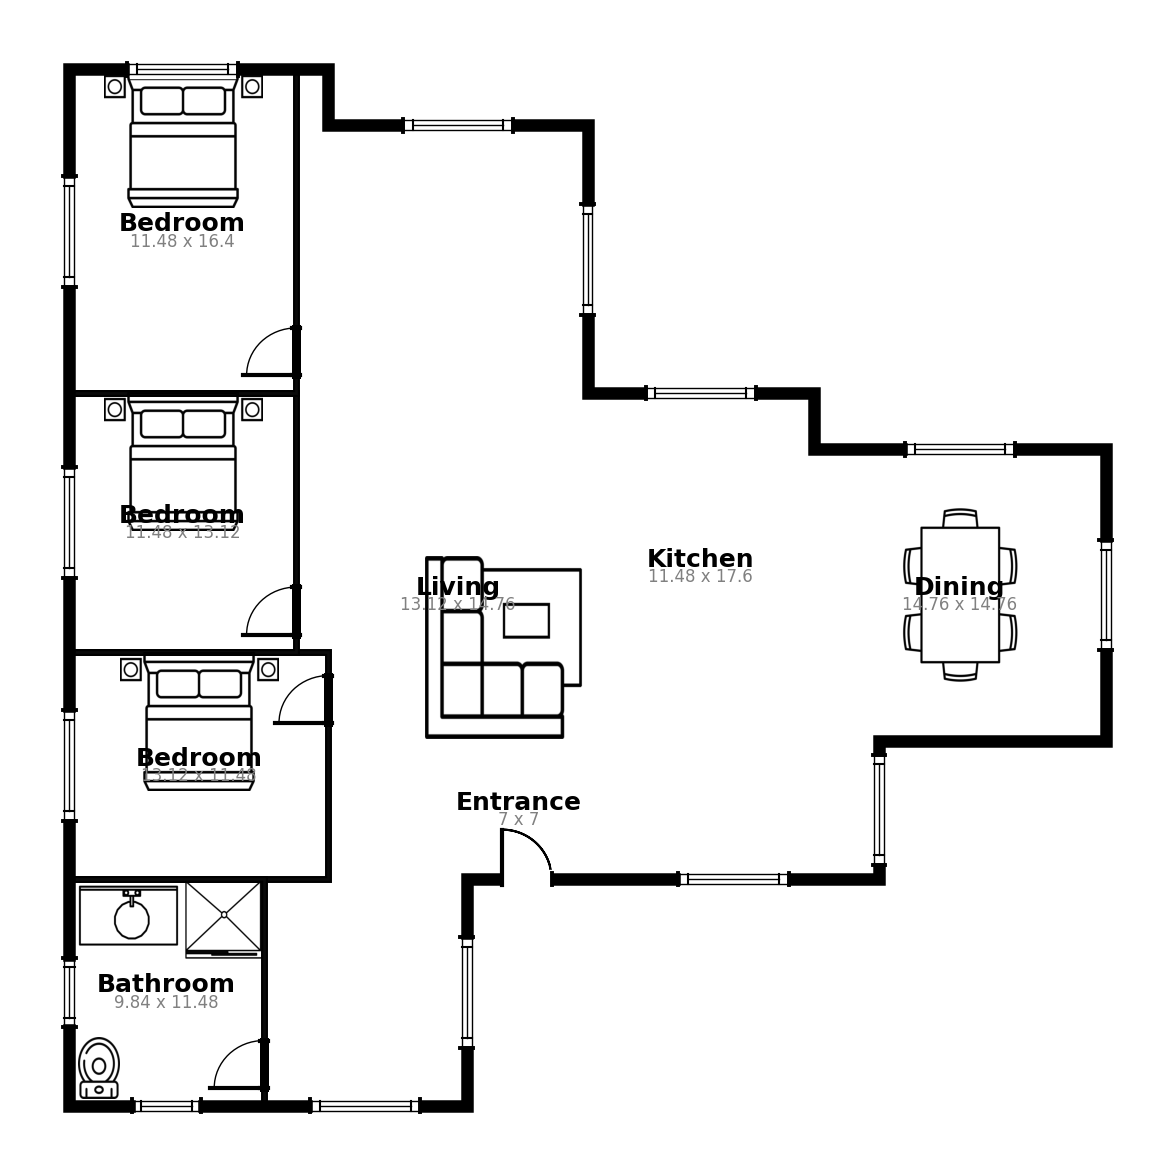 Bedroom
11.48 x 16.4
Bedroom
11.48 x 13.12
Living
13.12 x 14.76
Kitchen
11.48 x 17.6
Dining
14.76 x 14.76
Bedroom
13.12 x 11.48
Entrance
7 x 7
Bathroom
9.84 x 11.48